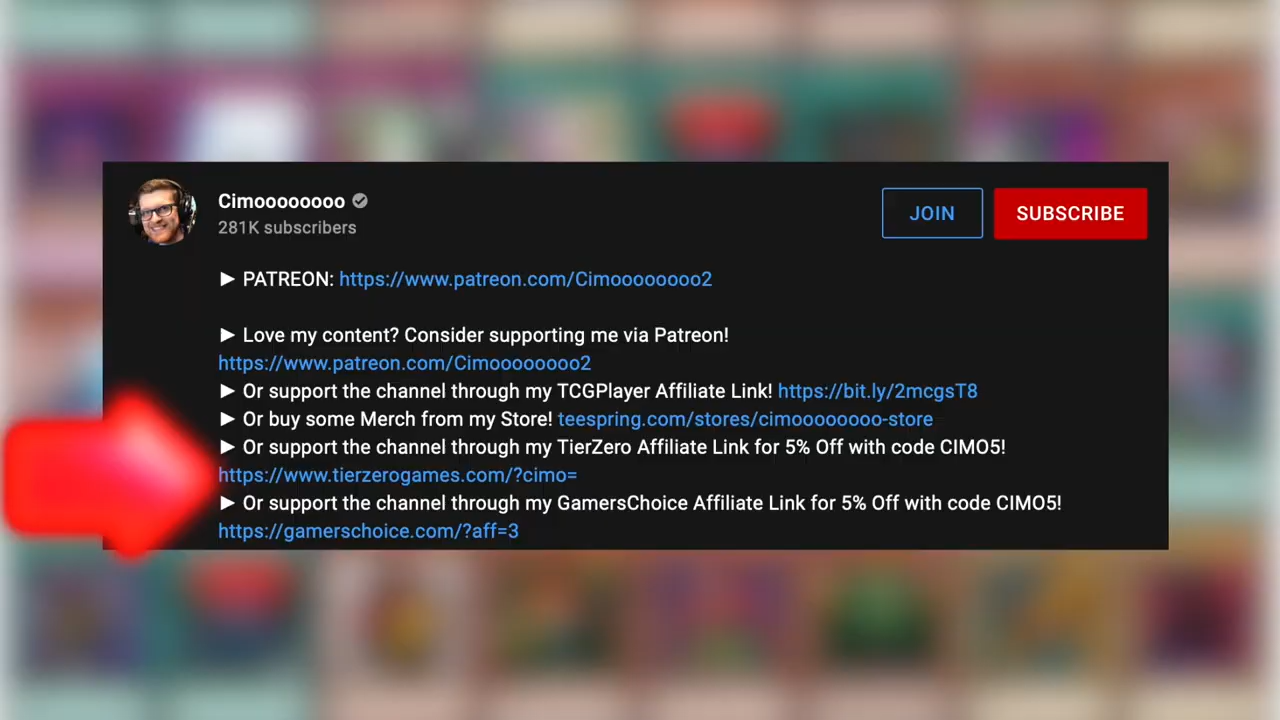 Cimoooooooo
281K subscribers
JOIN
SUBSCRIBE
► PATREON: https://www.patreon.com/Cimoooooooo2
► Love my content? Consider supporting me via Patreon!
https://www.patreon.com/Cimoooooooo2
► Or support the channel through my TCGPlayer Affiliate Link! https://bit.ly/2mcgsT8
► Or buy some Merch from my Store! teespring.com/stores/cimoooooooo-store
► Or support the channel through my TierZero Affiliate Link for 5% Off with code CIMO5!
https://www.tierzerogames.com/?cimo=
► Or support the channel through my GamersChoice Affiliate Link for 5% Off with code CIMO5!
https://gamerschoice.com/?aff=3